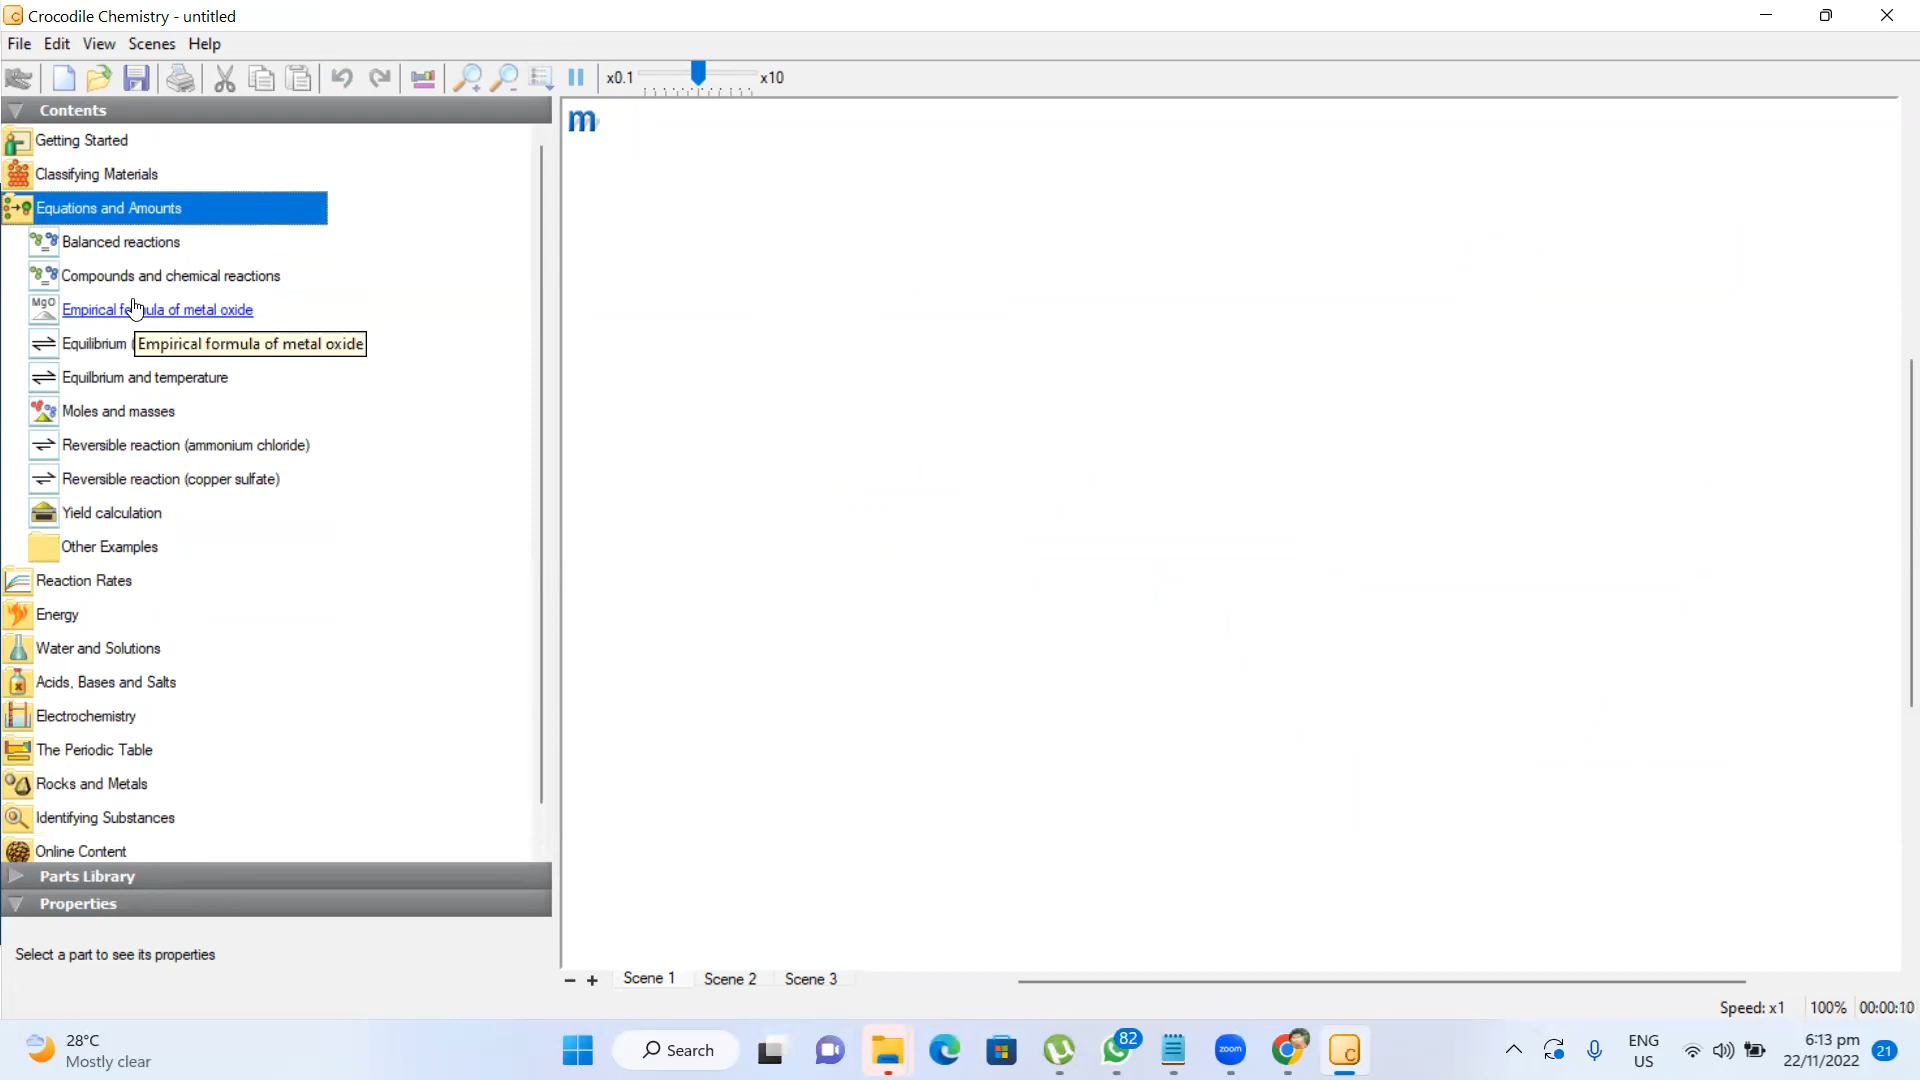 Crocodile Chemistry - untitled
File Edit View Scenes Help
x0.1 x10
Contents
m
Getting Started
Classifying Materials
Equations and Amounts
Balanced reactions
Compounds and chemical reactions
MgO
Empirical fo ula of metal oxide
Equilibrium
Empirical formula of metal oxide
Equilbrium and temperature
Moles and masses
Reversible reaction (ammonium chloride)
Reversible reaction (copper sulfate)
Yield calculation
Other Examples
Reaction Rates
Energy
Water and Solutions
Acids, Bases and Salts
Electrochemistry
The Periodic Table
Rocks and Metals
Identifying Substances
Online Content
Parts Library
Properties
Select a part to see its properties
Scene 1 Scene 2 Scene 3
Speed: x1 100% 00:00:10
28°C
Mostly clear
Search
82
zoom
C
ENG
US
6:13 pm
22/11/2022
21